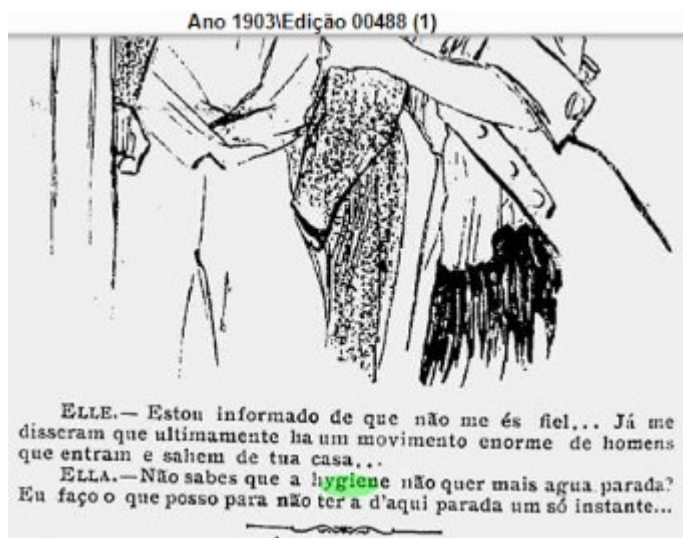 Ano 1903\Edição 00488 (1)
ELLE.— Estou informado de que não me és fiel... Já me
disseram que ultimamente ha um movimento enorme de homens
que entram e sahem de tua casa...
ELLA.—Não sabes que a hygiene não quer mais agua parada?
Eu faço o que posso para não ter a d'aqui parada um só instante...